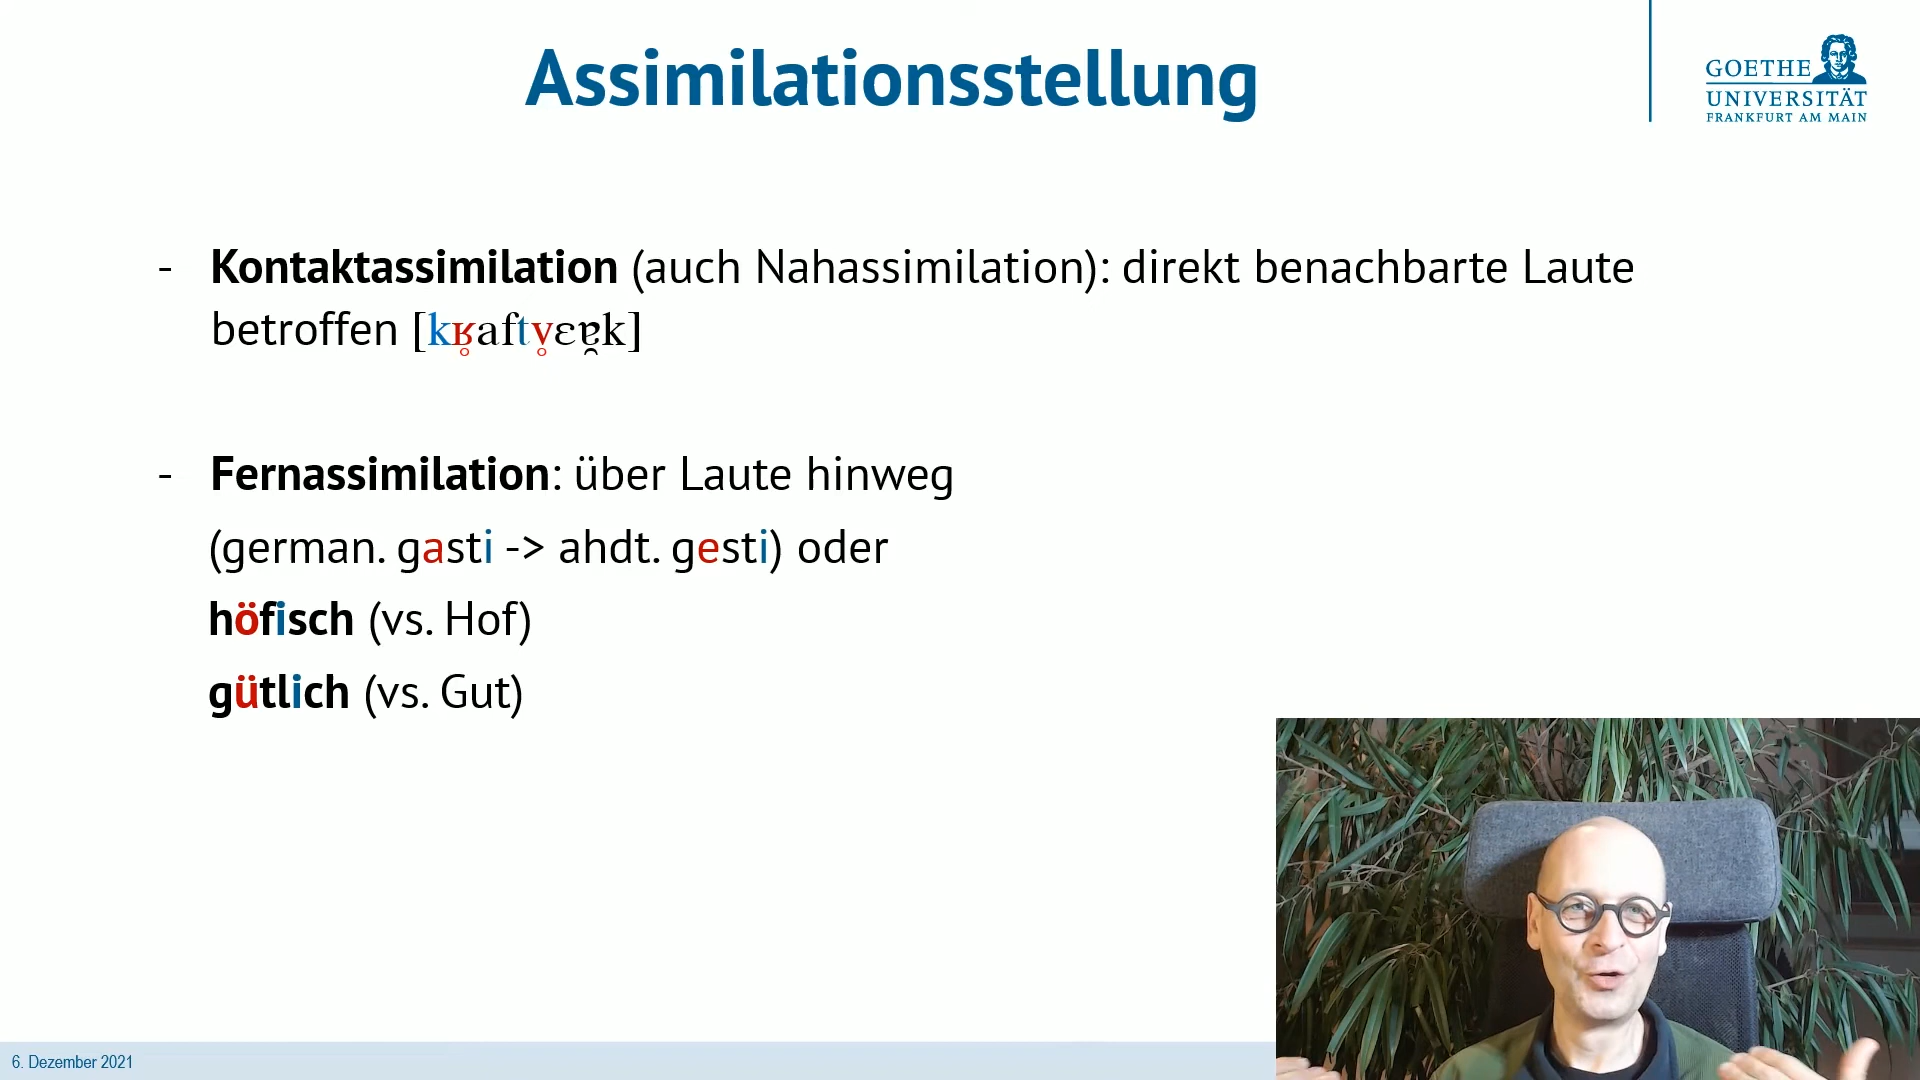 Assimilationsstellung
GOETHE
UNIVERSITÄT
FRANKFURT AM MAIN
- Kontaktassimilation (auch Nahassimilation): direkt benachbarte Laute
betroffen [kʁ̥aftv̥ɛɐ̯k]
- Fernassimilation: über Laute hinweg
(german. gasti -> ahdt. gesti) oder
höfisch (vs. Hof)
gütlich (vs. Gut)
6. Dezember 2021